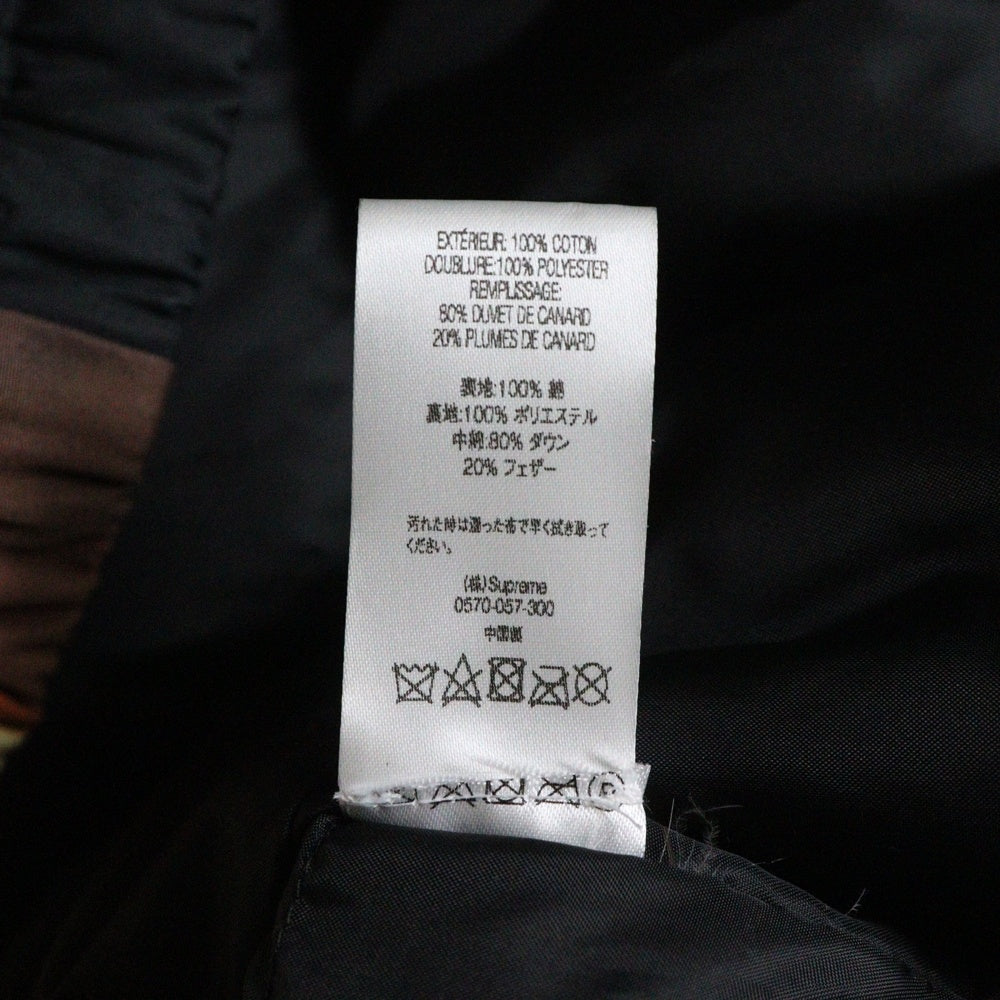 EXTÉRIEUR: 100% COTON
DOUBLURE:100% POLYESTER
REMPLISSAGE:
80% DUVET DE CANARD
20% PLUMES DE CANARD
表地:100% 綿
裏地:100% ポリエステル
中綿:80% ダウン
20% フェザー
汚れた時は湿った布で早く拭き取って
ください。
(株)Supreme
0570-057-300
中国製